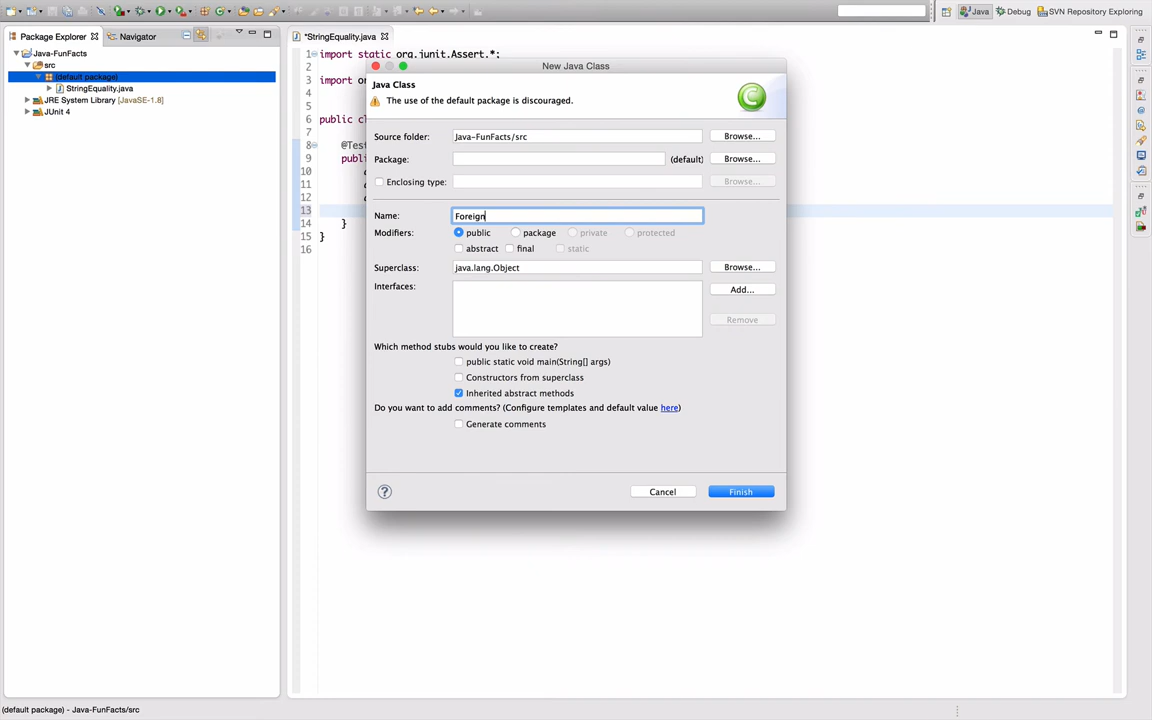 Java
Debug
SVN Repository Exploring
Package Explorer
Navigator
*StringEquality.java
Java-FunFacts
src
(default package)
StringEquality.java
JRE System Library [JavaSE-1.8]
JUnit 4
1 import static org.junit.Assert.*;
2
3 import or
5
6 public cl
7
8 @Tes
9 publi
10
11
12
13
14 }
15 }
16
New Java Class
Java Class
The use of the default package is discouraged.
Source folder: Java-FunFacts/src Browse...
Package: (default) Browse...
Enclosing type: Browse...
Name: Foreign
Modifiers: public package private protected
abstract final static
Superclass: java.lang.Object Browse...
Interfaces: Add...
Remove
Which method stubs would you like to create?
public static void main(String[] args)
Constructors from superclass
Inherited abstract methods
Do you want to add comments? (Configure templates and default value here)
Generate comments
? Cancel Finish
(default package) - Java-FunFacts/src